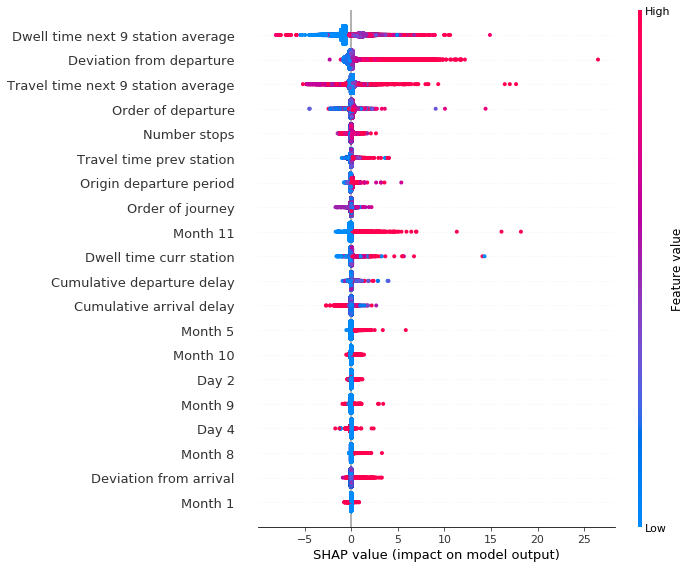 High
Dwell time next 9 station average
Deviation from departure
Travel time next 9 station average
Order of departure
Number stops
Travel time prev station
Origin departure period
Order of journey
Month 11
Dwell time curr station
Cumulative departure delay
Cumulative arrival delay
Month 5
Month 10
Day 2
Month 9
Day 4
Month 8
Deviation from arrival
Month 1
Feature value
Low
−5 0 5 10 15 20 25
SHAP value (impact on model output)